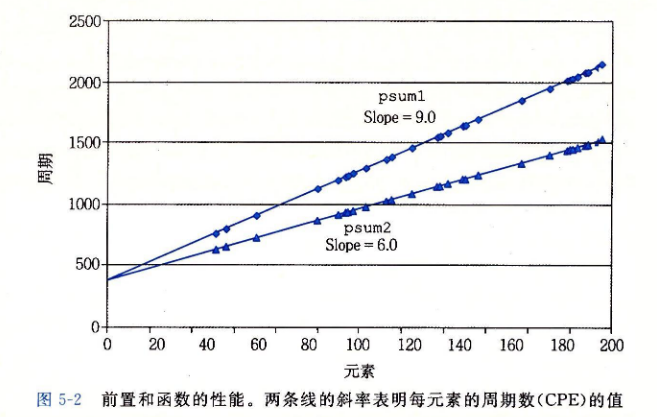 2500
2000
1500
1000
500
0
周期
psum1
Slope = 9.0
psum2
Slope = 6.0
0 20 40 60 80 100 120 140 160 180 200
元素
图 5-2 前置和函数的性能。两条线的斜率表明每元素的周期数(CPE)的值